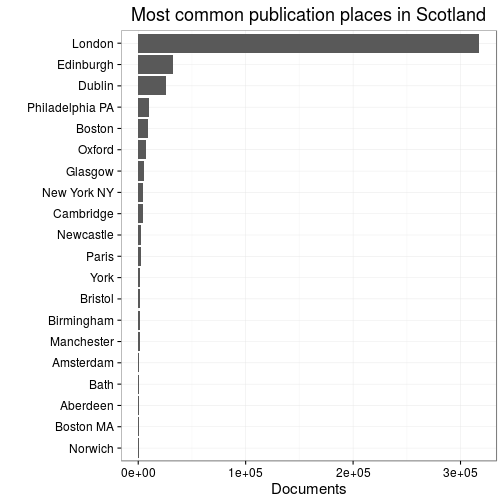 Most common publication places in Scotland
London
Edinburgh
Dublin
Philadelphia PA
Boston
Oxford
Glasgow
New York NY
Cambridge
Newcastle
Paris
York
Bristol
Birmingham
Manchester
Amsterdam
Bath
Aberdeen
Boston MA
Norwich
0e+00 1e+05 2e+05 3e+05
Documents